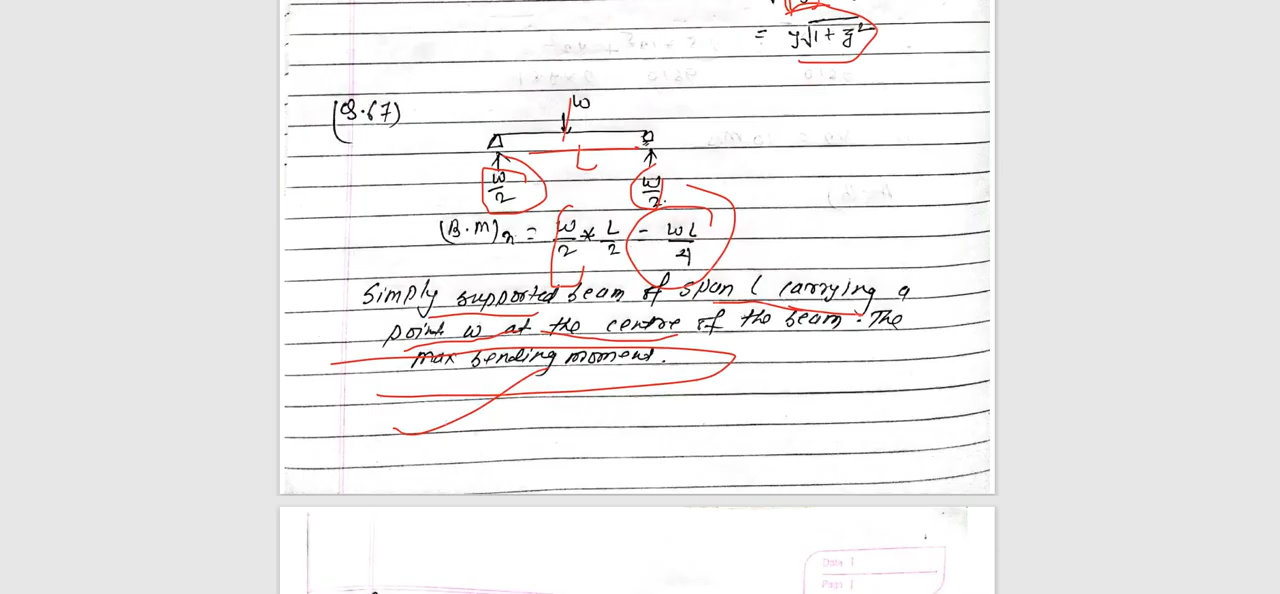 = y√1 + z²
(Q.67)
W
L
W/2
W/2.
(B.M)x = W/2 * L/2 = WL/4
Simply supported beam of span L carrying a
point w at the centre of the beam. The
max bending moment.
Date |
Page |